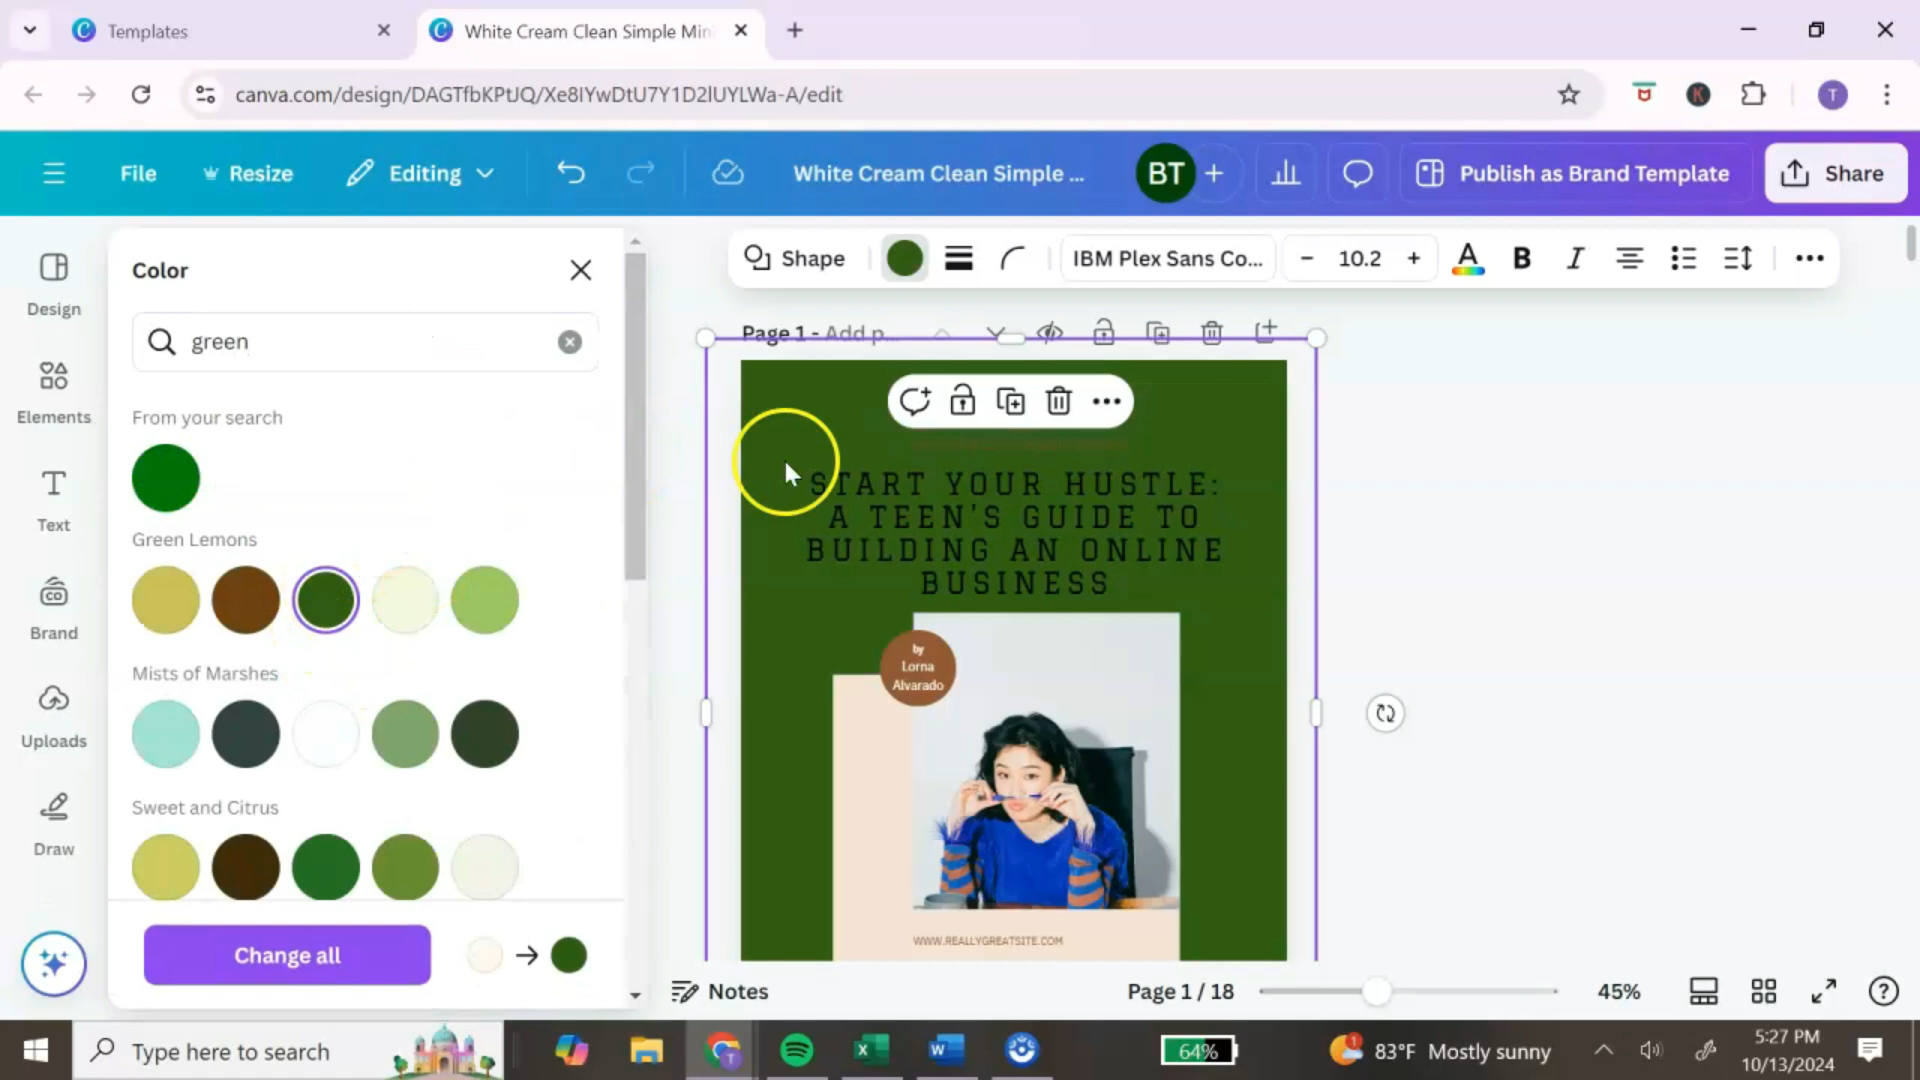 Templates
White Cream Clean Simple Min
canva.com/design/DAGTfbKPtJQ/Xe8IYwDtU7Y1D2lUYLWa-A/edit
T
File
Resize
Editing
White Cream Clean Simple ...
BT
Publish as Brand Template
Share
Design
Elements
Text
Brand
Uploads
Draw
Color
green
From your search
Green Lemons
Mists of Marshes
Sweet and Citrus
Change all
Shape
IBM Plex Sans Co...
10.2
A
B
I
Page 1 - Add p...
START YOUR HUSTLE:
A TEEN'S GUIDE TO
BUILDING AN ONLINE
BUSINESS
by
Lorna
Alvarado
WWW.REALLYGREATSITE.COM
Notes
Page 1 / 18
45%
Type here to search
64%
83°F Mostly sunny
5:27 PM
10/13/2024